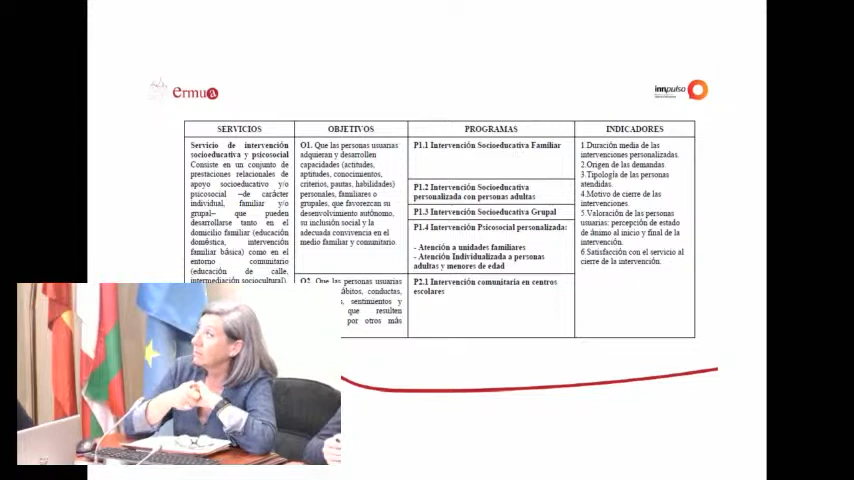 ermua
innpulso
SERVICIOS
OBJETIVOS
PROGRAMAS
INDICADORES
Servicio de intervención
socioeducativa y psicosocial
Consiste en un conjunto de
prestaciones relacionales de
apoyo socioeducativo y/o
psicosocial –de carácter
individual, familiar y/o
grupal– que pueden
desarrollarse tanto en el
domicilio familiar (educación
doméstica, intervención
familiar básica) como en el
entorno comunitario
(educación de calle,
intermediación sociocultural).
O1. Que las personas usuarias
adquieran y desarrollen
capacidades (actitudes,
aptitudes, conocimientos,
criterios, pautas, habilidades)
personales, familiares o
grupales, que favorezcan su
desenvolvimiento autónomo,
su inclusión social y la
adecuada convivencia en el
medio familiar y comunitario.
O2. Que las personas usuarias
conductas,
sentimientos y
que resulten
por otros más
P1.1 Intervención Socioeducativa Familiar
P1.2 Intervención Socioeducativa
personalizada con personas adultas
P1.3 Intervención Socioeducativa Grupal
P1.4 Intervención Psicosocial personalizada:
- Atención a unidades familiares
- Atención Individualizada a personas
adultas y menores de edad
P2.1 Intervención comunitaria en centros
escolares
1.Duración media de las
intervenciones personalizadas.
2.Origen de las demandas
3.Tipología de las personas
atendidas.
4.Motivo de cierre de las
intervenciones.
5.Valoración de las personas
usuarias: percepción de estado
de ánimo al inicio y final de la
intervención.
6.Satisfacción con el servicio al
cierre de la intervención.